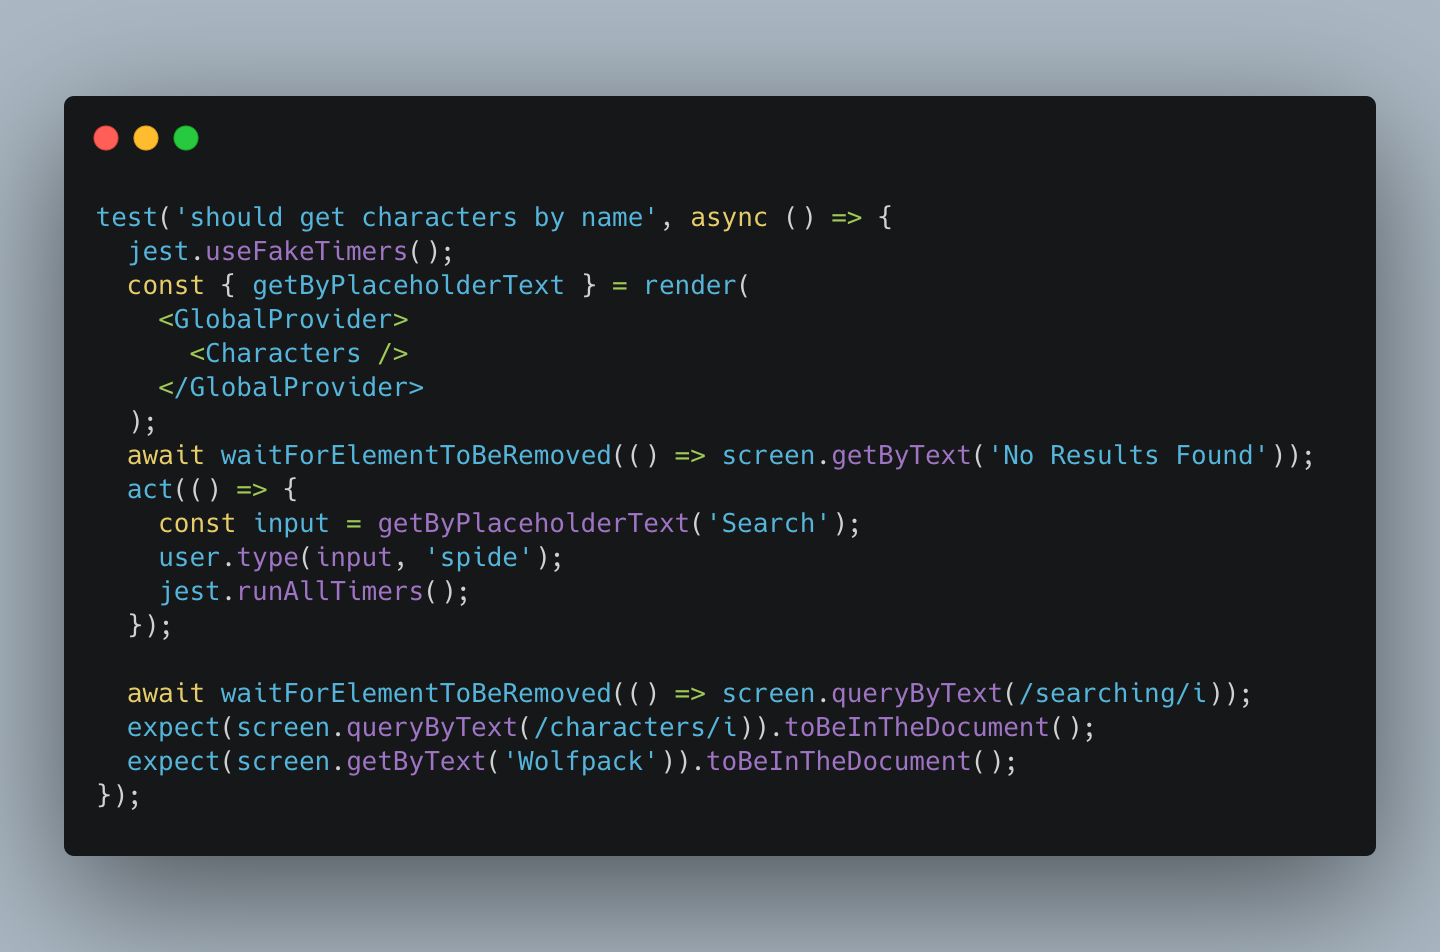 test('should get characters by name', async () => {
  jest.useFakeTimers();
  const { getByPlaceholderText } = render(
    <GlobalProvider>
      <Characters />
    </GlobalProvider>
  );
  await waitForElementToBeRemoved(() => screen.getByText('No Results Found'));
  act(() => {
    const input = getByPlaceholderText('Search');
    user.type(input, 'spide');
    jest.runAllTimers();
  });

  await waitForElementToBeRemoved(() => screen.queryByText(/searching/i));
  expect(screen.queryByText(/characters/i)).toBeInTheDocument();
  expect(screen.getByText('Wolfpack')).toBeInTheDocument();
});